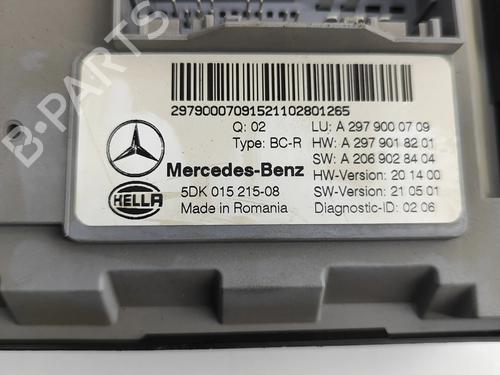 29790007091521102801265
Q: 02 LU: A 297 900 07 09
Type: BC-R HW: A 297 901 82 01
SW: A 206 902 84 04
Mercedes-Benz HW-Version: 20 14 00
HELLA 5DK 015 215-08 SW-Version: 21 05 01
Made in Romania Diagnostic-ID: 02 06
B-PARTS